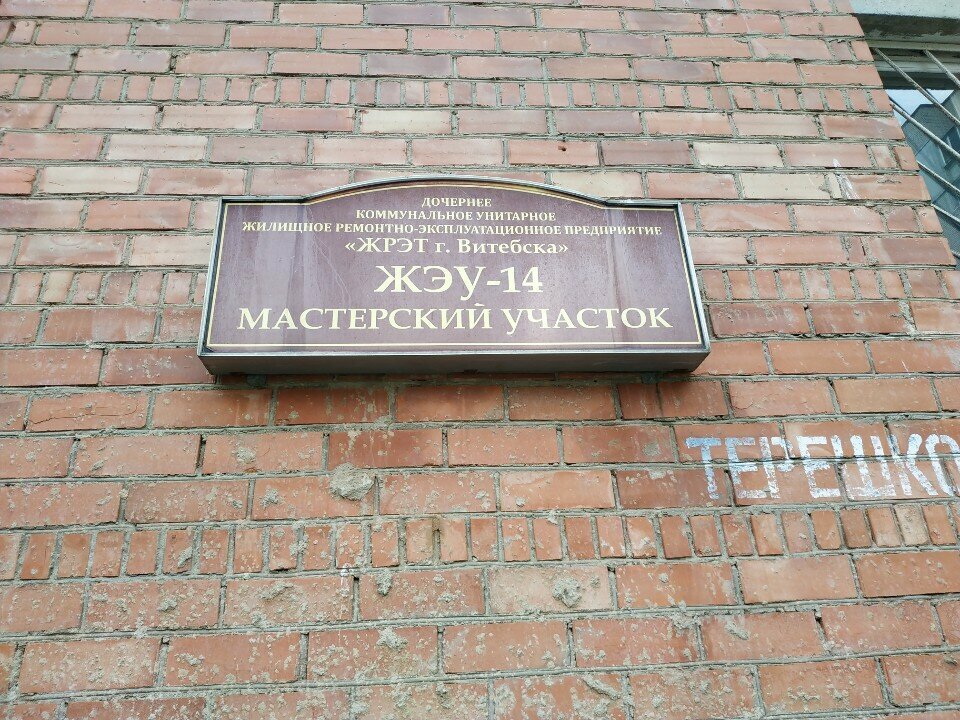 ДОЧЕРНЕЕ
КОММУНАЛЬНОЕ УНИТАРНОЕ
ЖИЛИЩНОЕ РЕМОНТНО-ЭКСПЛУАТАЦИОННОЕ ПРЕДПРИЯТИЕ
«ЖРЭТ г. Витебска»
ЖЭУ-14
МАСТЕРСКИЙ УЧАСТОК
ТЕРЕШКО